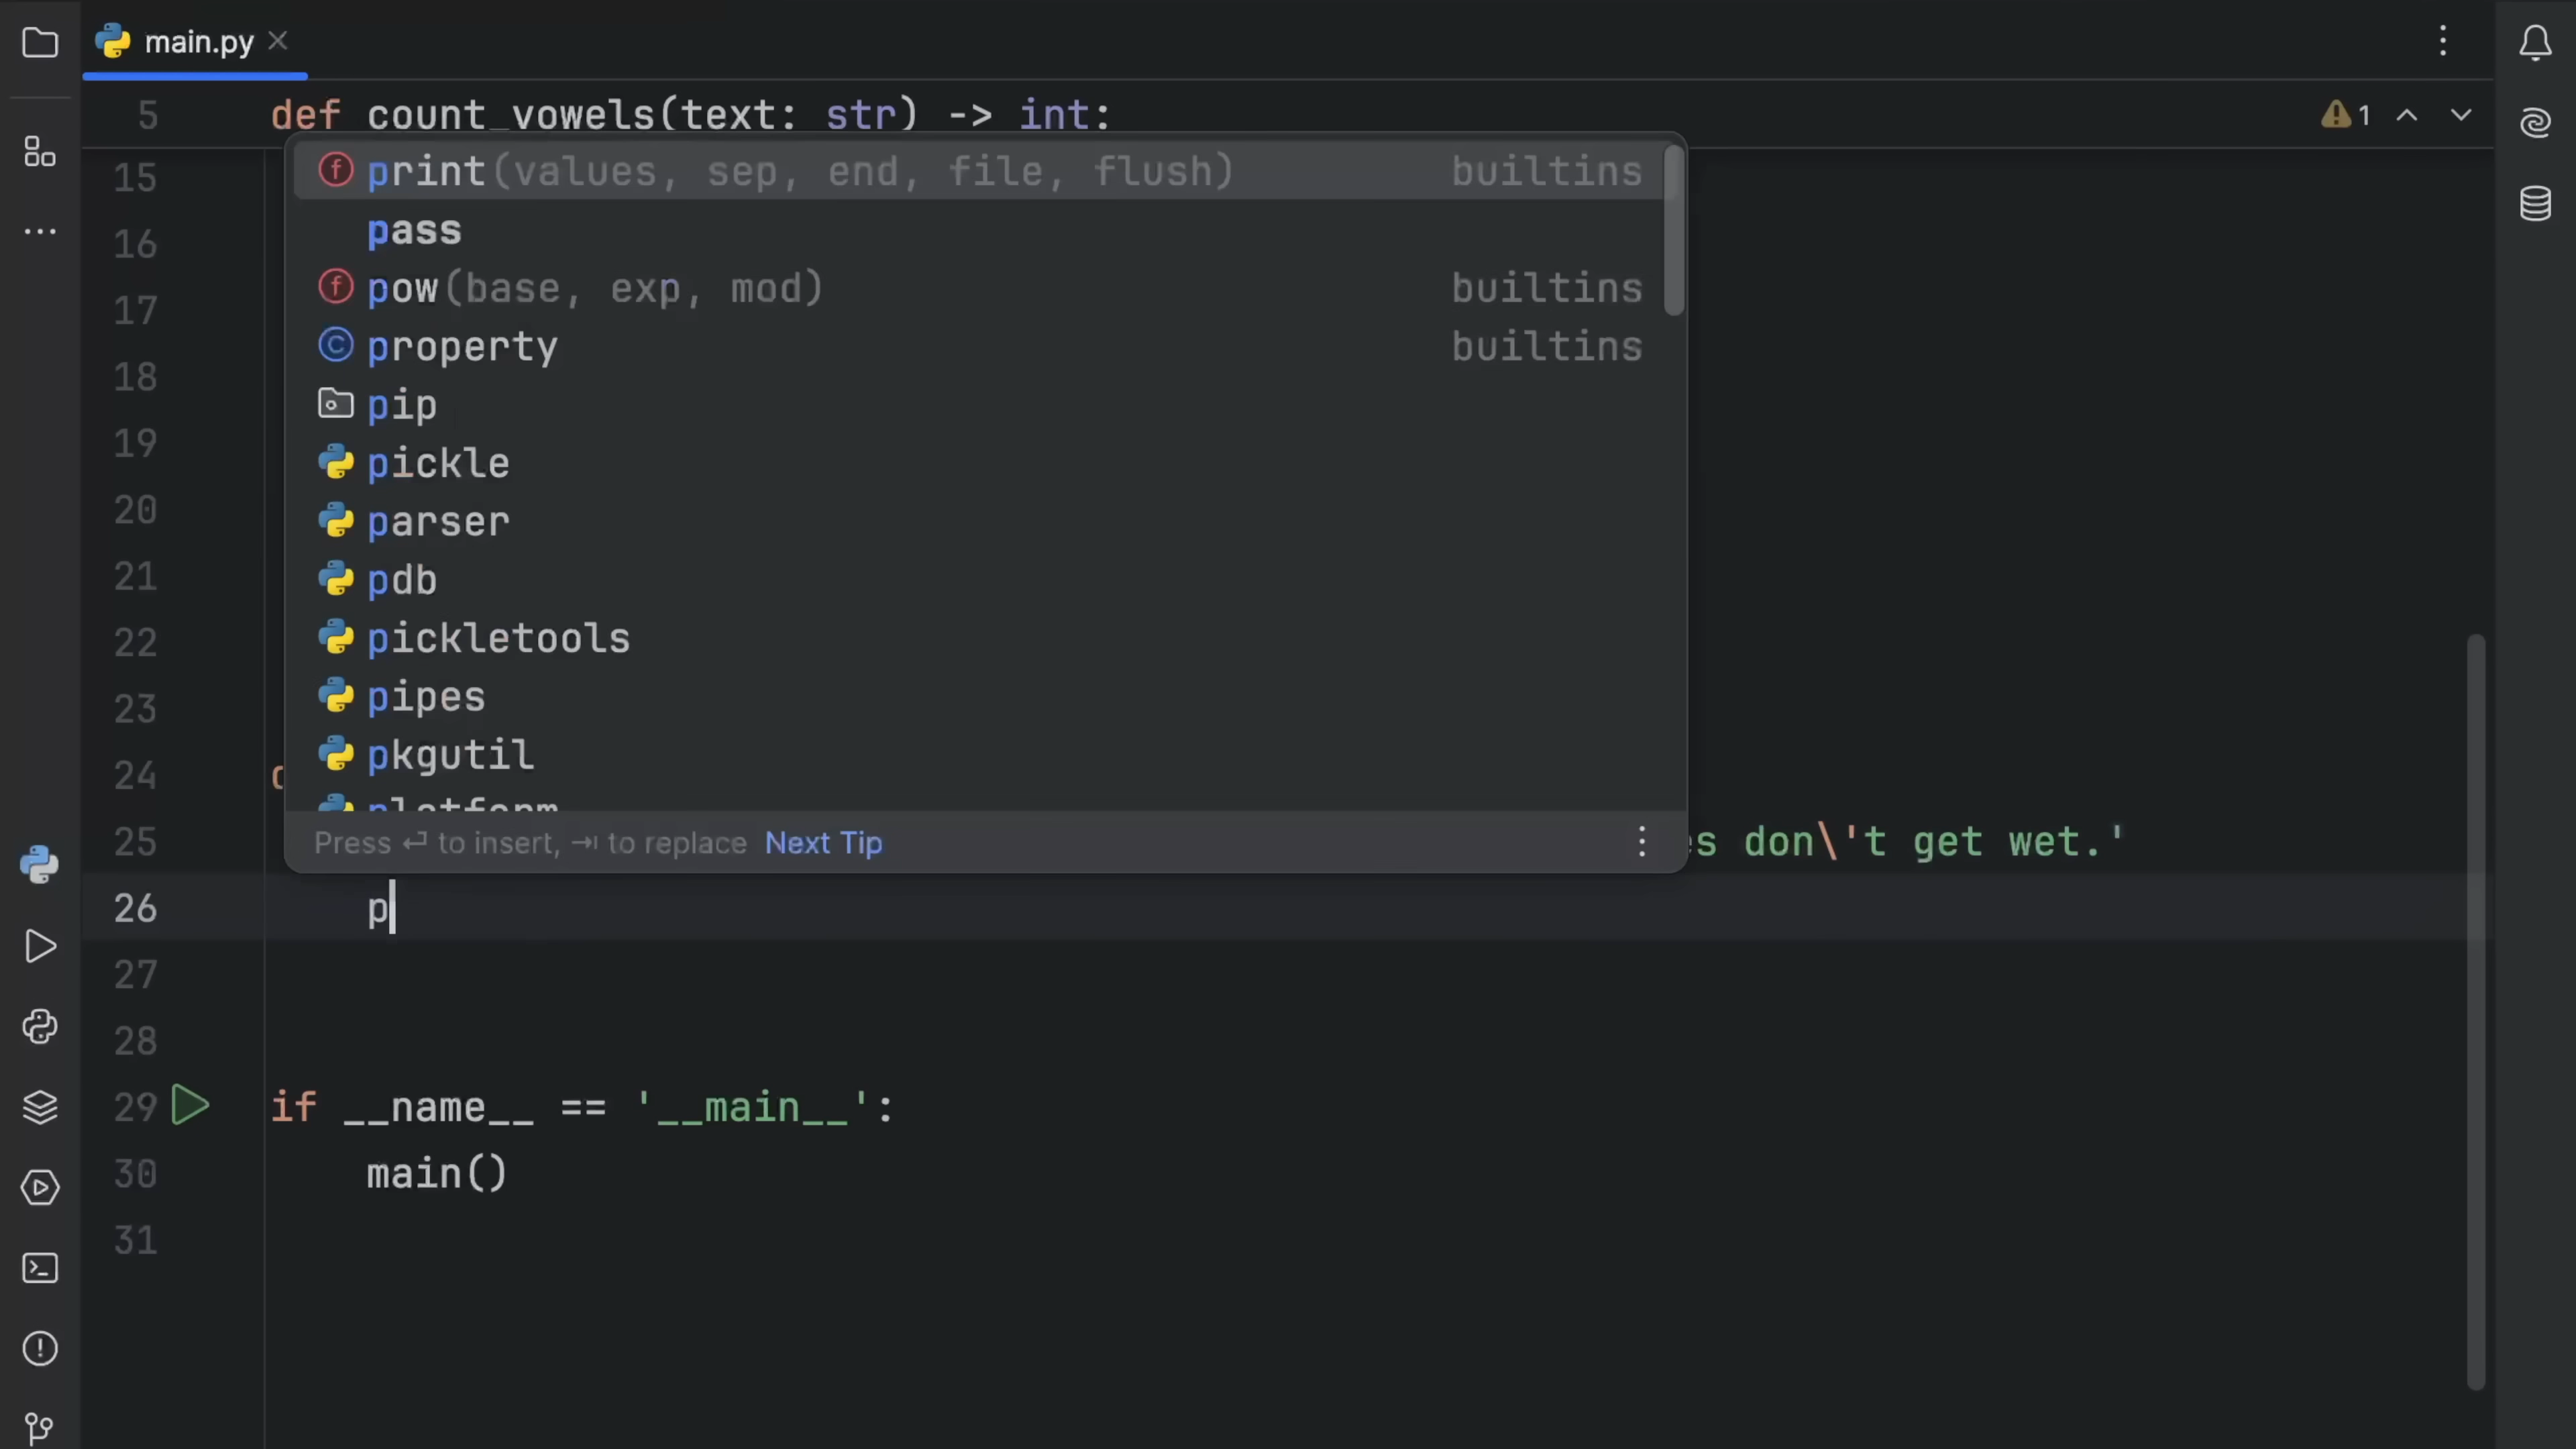 main.py
5 def count_vowels(text: str) -> int:
1
15
print(values, sep, end, file, flush) builtins
pass
16
pow(base, exp, mod) builtins
17
property builtins
18
pip
19
pickle
20
parser
21
pdb
22
pickletools
23
pipes
24
pkgutil
platform
25 s don\'t get wet.'
Press ↵ to insert, ⇥ to replace Next Tip
26 p
27
28
29 if __name__ == '__main__':
30 main()
31